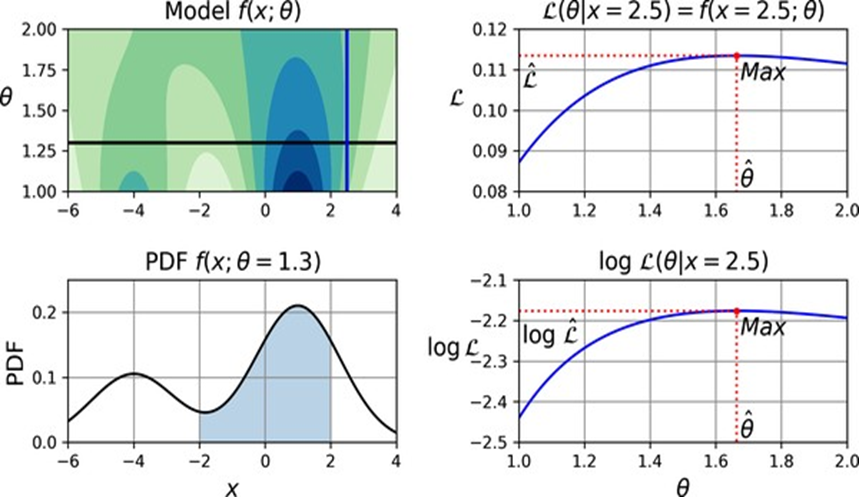 Model f(x; θ)
2.00
1.75
θ
1.50
1.25
1.00
−6 −4 −2 0 2 4
ℒ(θ|x = 2.5) = f(x = 2.5; θ)
0.12
0.11
ℒ̂
Max
ℒ
0.10
0.09
θ̂
0.08
1.0 1.2 1.4 1.6 1.8 2.0
PDF f(x; θ = 1.3)
0.2
PDF
0.1
0.0
−6 −4 −2 0 2 4
x
log ℒ(θ|x = 2.5)
−2.1
−2.2
log ℒ̂
Max
log ℒ
−2.3
−2.4
θ̂
−2.5
1.0 1.2 1.4 1.6 1.8 2.0
θ